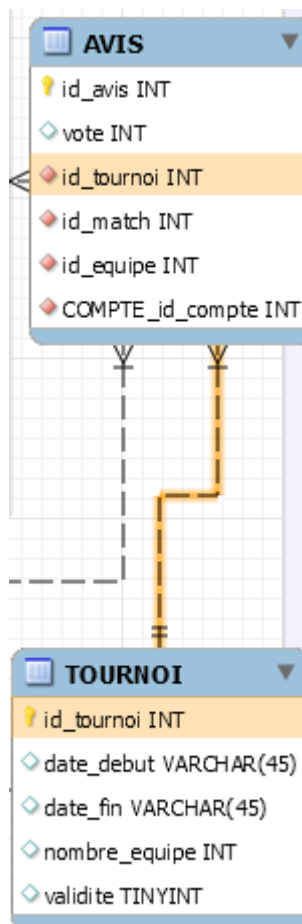 AVIS
id_avis INT
vote INT
id_tournoi INT
id_match INT
id_equipe INT
COMPTE_id_compte INT
TOURNOI
id_tournoi INT
date_debut VARCHAR(45)
date_fin VARCHAR(45)
nombre_equipe INT
validite TINYINT